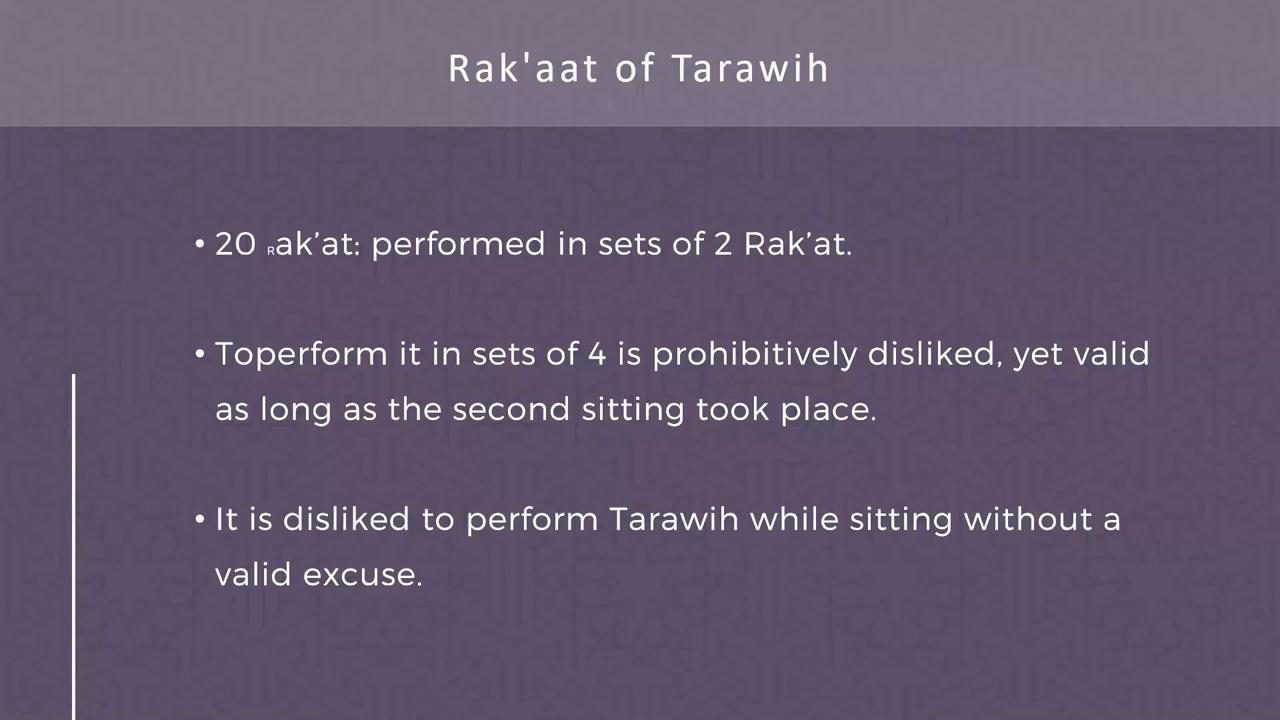 Rak'aat of Tarawih
• 20 Rak’at: performed in sets of 2 Rak’at.
• Toperform it in sets of 4 is prohibitively disliked, yet valid
as long as the second sitting took place.
• It is disliked to perform Tarawih while sitting without a
valid excuse.